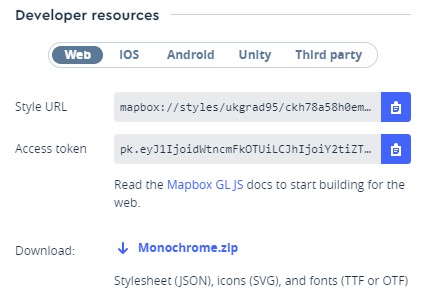 Developer resources
Web IOS Android Unity Third party
Style URL mapbox://styles/ukgrad95/ckh78a58h0em…
Access token pk.eyJ1IjoidWtncmFkOTUiLCJhIjoiY2tiZT…
Read the Mapbox GL JS docs to start building for the
web.
Download: Monochrome.zip
Stylesheet (JSON), icons (SVG), and fonts (TTF or OTF)